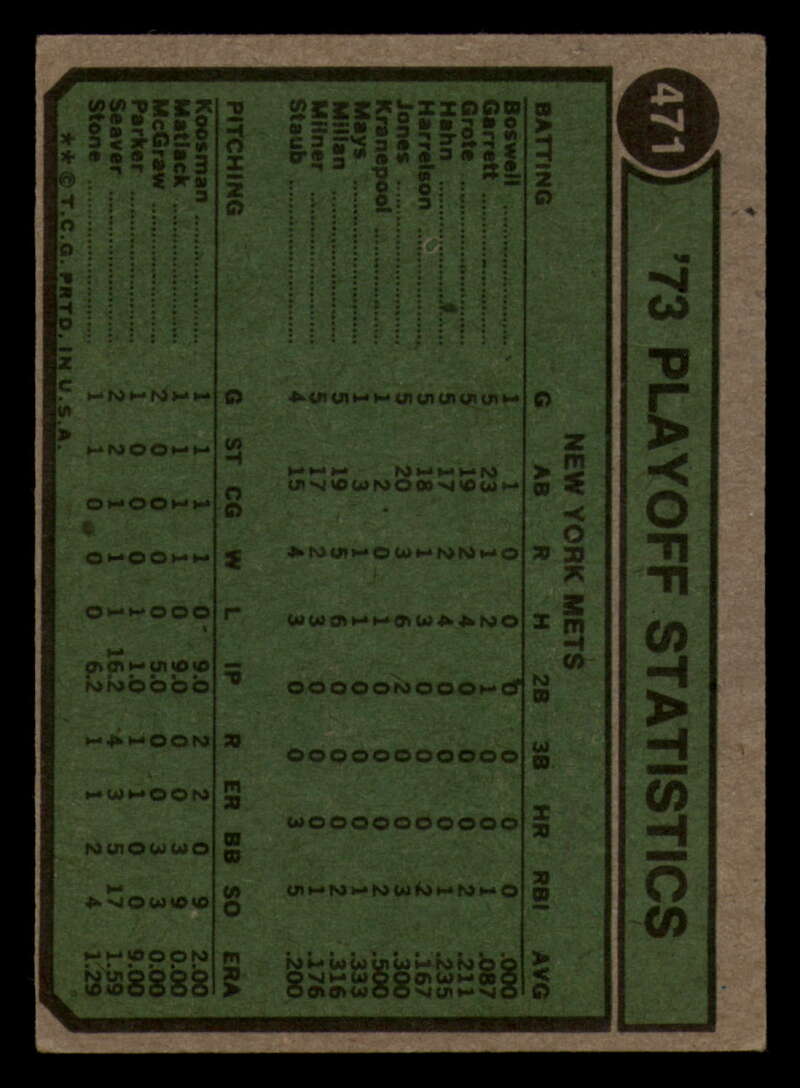 471 '73 PLAYOFF STATISTICS
NEW YORK METS
BATTING G AB R H 2B 3B HR RBI AVG
Boswell 1 1 0 0 0 0 0 0 .000
Garrett 5 23 1 2 1 0 0 1 .087
Grote 5 19 2 4 0 0 0 2 .211
Hahn 5 17 2 4 0 0 0 1 .235
Harrelson 5 18 1 3 0 0 0 2 .167
Jones 5 20 3 6 2 0 0 3 .300
Kranepool 1 2 0 1 0 0 0 2 .500
Mays 1 3 1 1 0 0 0 1 .333
Millan 5 19 5 6 0 0 0 2 .316
Milner 5 17 2 3 0 0 0 1 .176
Staub 4 15 4 3 0 0 3 5 .200
PITCHING G ST CG W L IP R ER BB SO ERA
Koosman 1 1 1 1 0 9.0 2 2 0 9 2.00
Matlack 1 1 1 1 0 9.0 0 0 3 9 0.00
McGraw 2 0 0 0 0 5.0 0 0 3 3 0.00
Parker 1 0 0 0 1 1.0 1 1 0 0 9.00
Seaver 2 2 1 1 1 16.2 4 3 5 17 1.59
Stone 1 1 0 0 0 6.2 1 1 2 4 1.29
**© T.C.G. PRTD. IN U.S.A.